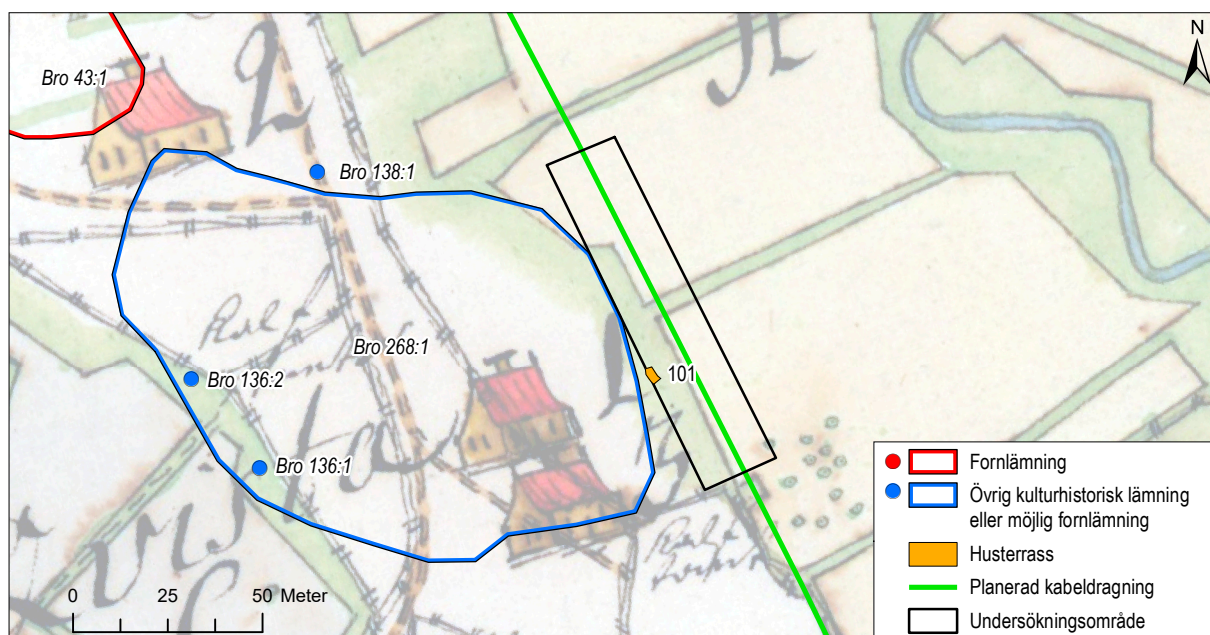 N
Bro 43:1
Bro 138:1
Bro 268:1
101
Bro 136:2
Bro 136:1
0 25 50 Meter
Fornlämning
Övrig kulturhistorisk lämning
eller möjlig fornlämning
Husterrass
Planerad kabeldragning
Undersökningsområde